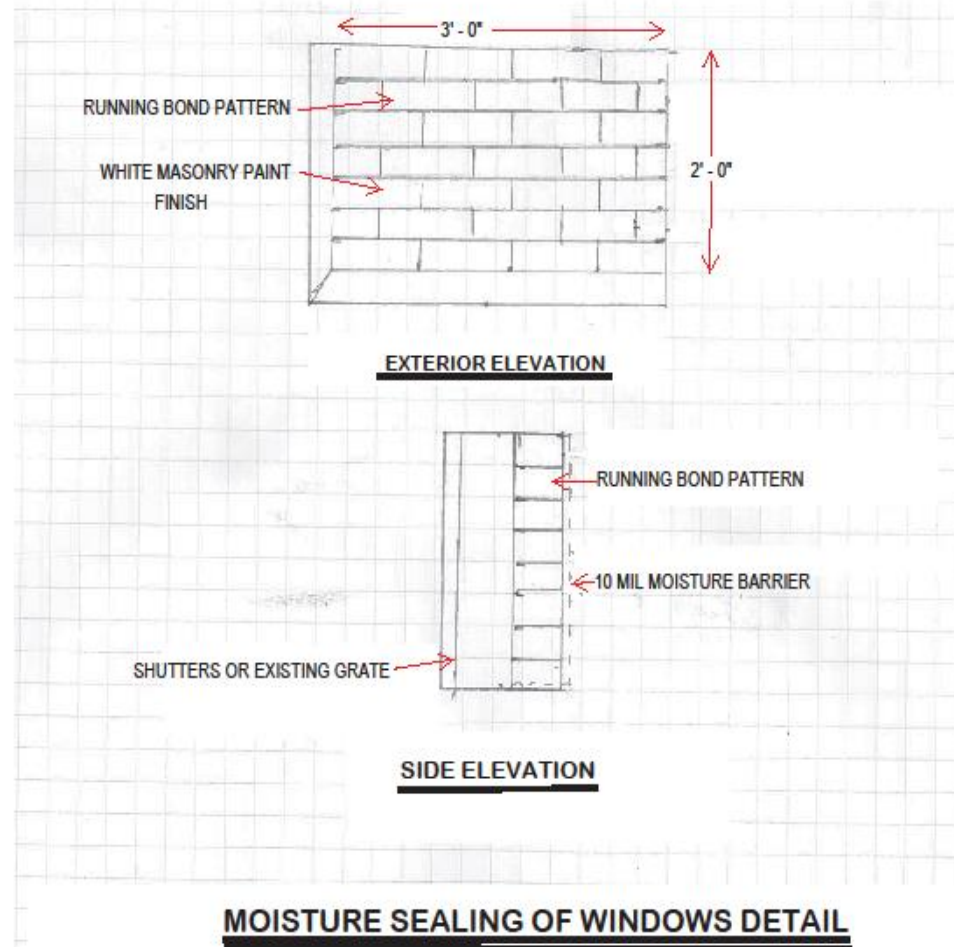 3' - 0"
RUNNING BOND PATTERN
2' - 0"
WHITE MASONRY PAINT
FINISH
EXTERIOR ELEVATION
RUNNING BOND PATTERN
10 MIL MOISTURE BARRIER
SHUTTERS OR EXISTING GRATE
SIDE ELEVATION
MOISTURE SEALING OF WINDOWS DETAIL